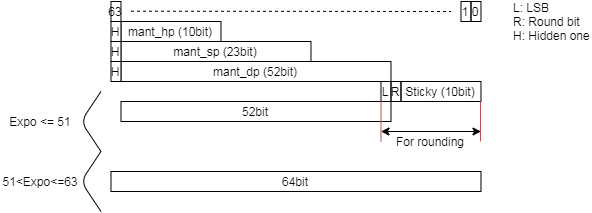 63 1 0
L: LSB
R: Round bit
H: Hidden one
H mant_hp (10bit)
H mant_sp (23bit)
H mant_dp (52bit)
L R Sticky (10bit)
Expo <= 51
52bit
For rounding
51<Expo<=63
64bit